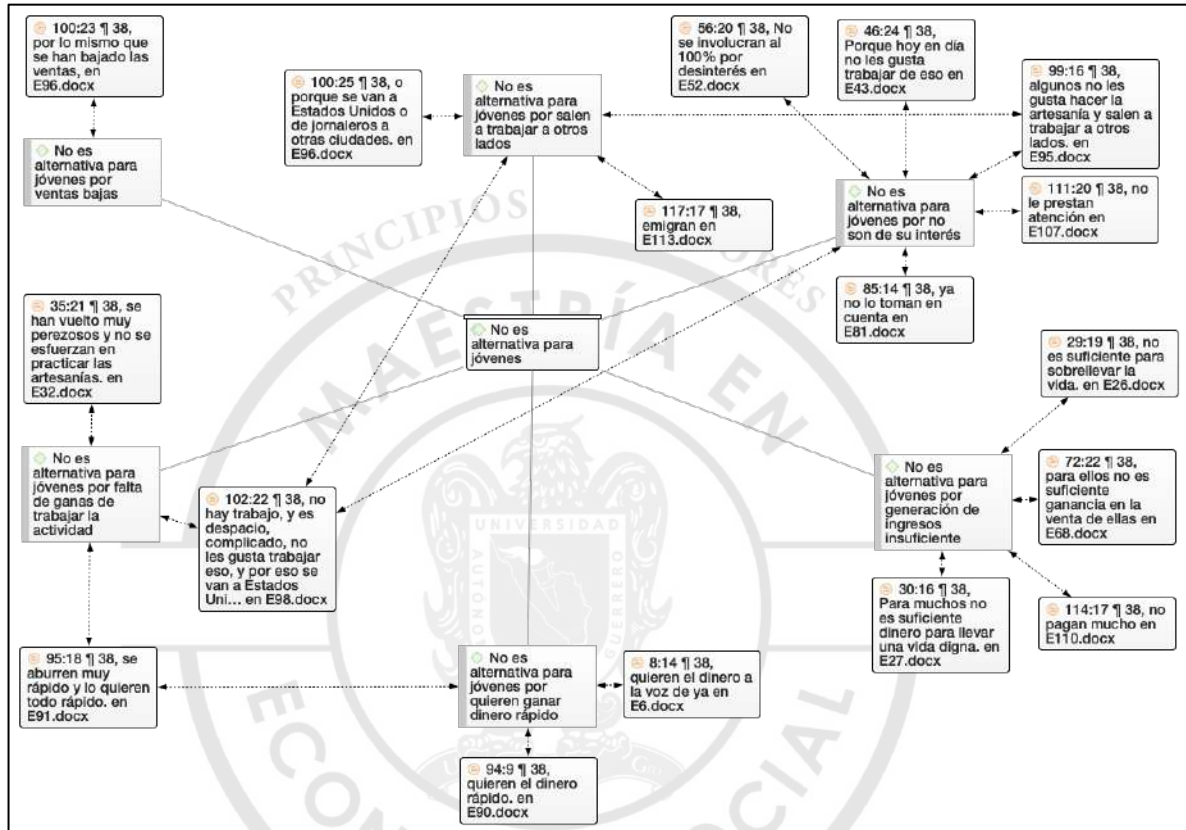 100:23 ¶ 38,
por lo mismo que
se han bajado las
ventas, en
E96.docx
No es
alternativa para
jóvenes por
ventas bajas
100:25 ¶ 38, o
porque se van a
Estados Unidos o
de jornaleros a
otras ciudades. en
E96.docx
No es
alternativa para
jóvenes por salen
a trabajar a otros
lados
56:20 ¶ 38, No
se involucran al
100% por
desinterés en
E52.docx
46:24 ¶ 38,
Porque hoy en día
no les gusta
trabajar de eso en
E43.docx
99:16 ¶ 38,
algunos no les
gusta hacer la
artesanía y salen a
trabajar a otros
lados. en
E95.docx
117:17 ¶ 38,
emigran en
E113.docx
No es
alternativa para
jóvenes por no
son de su interés
111:20 ¶ 38, no
le prestan
atención en
E107.docx
85:14 ¶ 38, ya
no lo toman en
cuenta en
E81.docx
No es
alternativa para
jóvenes
35:21 ¶ 38, se
han vuelto muy
perezosos y no se
esfuerzan en
practicar las
artesanías. en
E32.docx
29:19 ¶ 38, no
es suficiente para
sobrellevar la
vida. en E26.docx
No es
alternativa para
jóvenes por falta
de ganas de
trabajar la
actividad
102:22 ¶ 38, no
hay trabajo, y es
despacio,
complicado, no
les gusta trabajar
eso, y por eso se
van a Estados
Uni... en E98.docx
No es
alternativa para
jóvenes por
generación de
ingresos
insuficiente
72:22 ¶ 38,
para ellos no es
suficiente
ganancia en la
venta de ellas en
E68.docx
30:16 ¶ 38,
Para muchos no
es suficiente
dinero para llevar
una vida digna. en
E27.docx
114:17 ¶ 38, no
pagan mucho en
E110.docx
95:18 ¶ 38, se
aburren muy
rápido y lo quieren
todo rápido. en
E91.docx
No es
alternativa para
jóvenes por
quieren ganar
dinero rápido
8:14 ¶ 38,
quieren el dinero
a la voz de ya en
E6.docx
94:9 ¶ 38,
quieren el dinero
rápido. en
E90.docx
PRINCIPIOS
MAESTRÍA EN
UNIVERSIDAD
GUERRERO